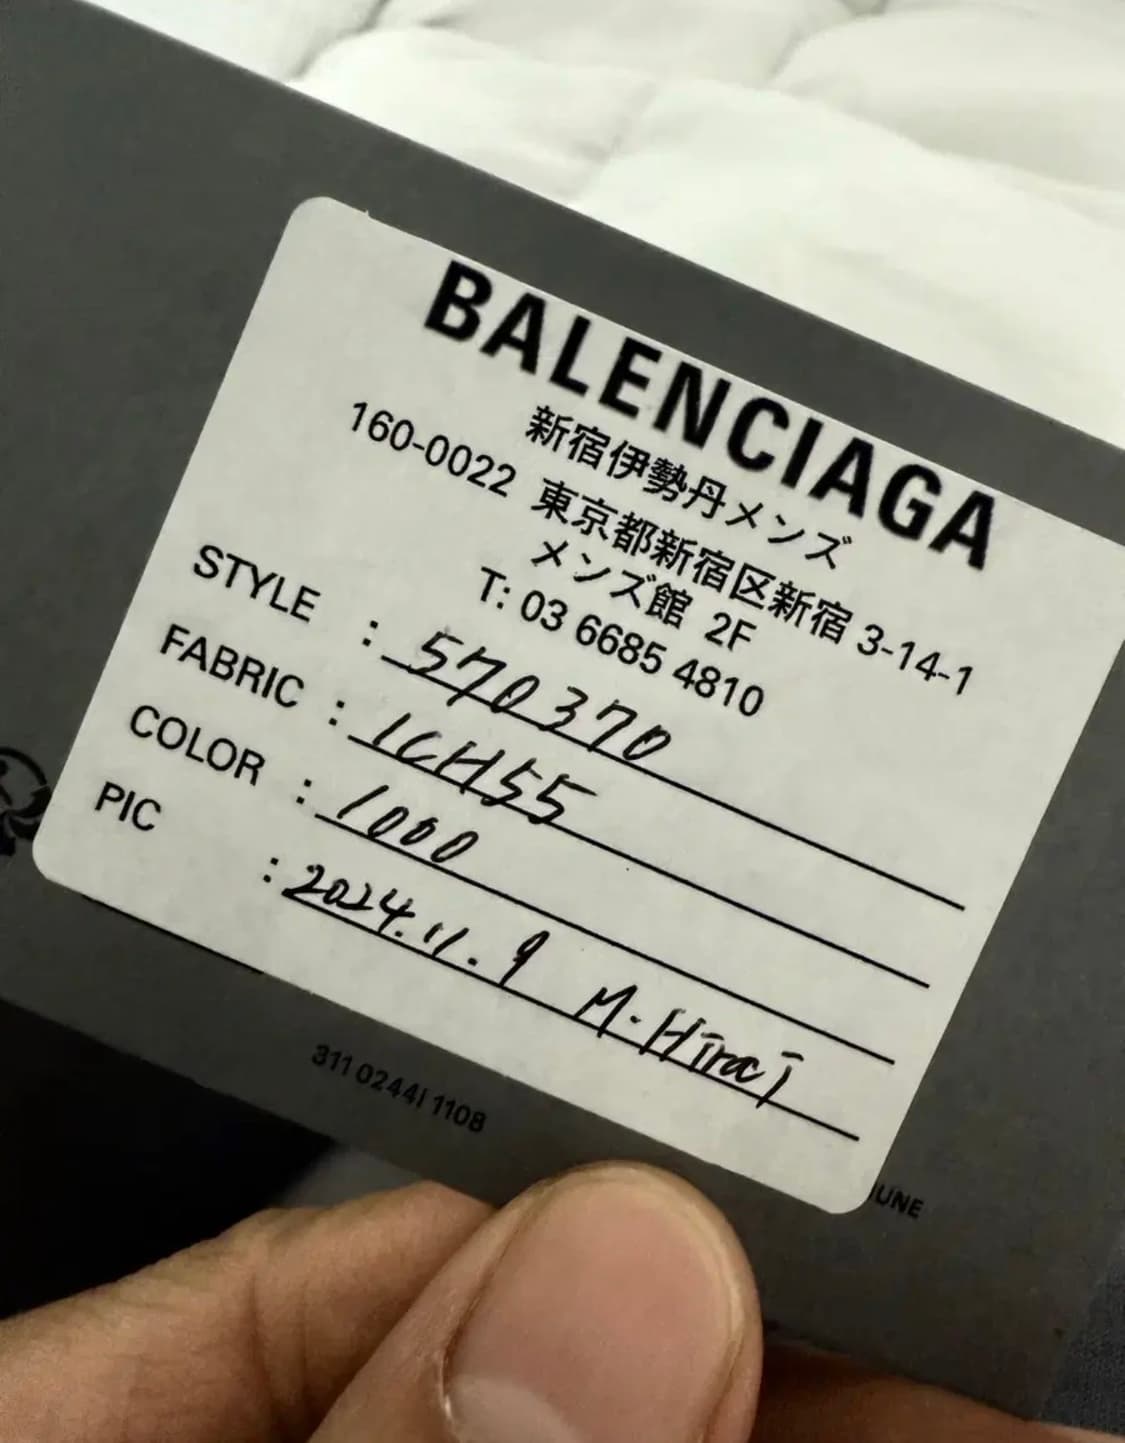 BALENCIAGA
新宿伊勢丹メンズ
160-0022 東京都新宿区新宿 3-14-1
メンズ館 2F
T: 03 6685 4810
STYLE : 570370
FABRIC : 1CH55
COLOR : 1000
PIC : 2024.11.9 M.Hirai
311 0244I 1108